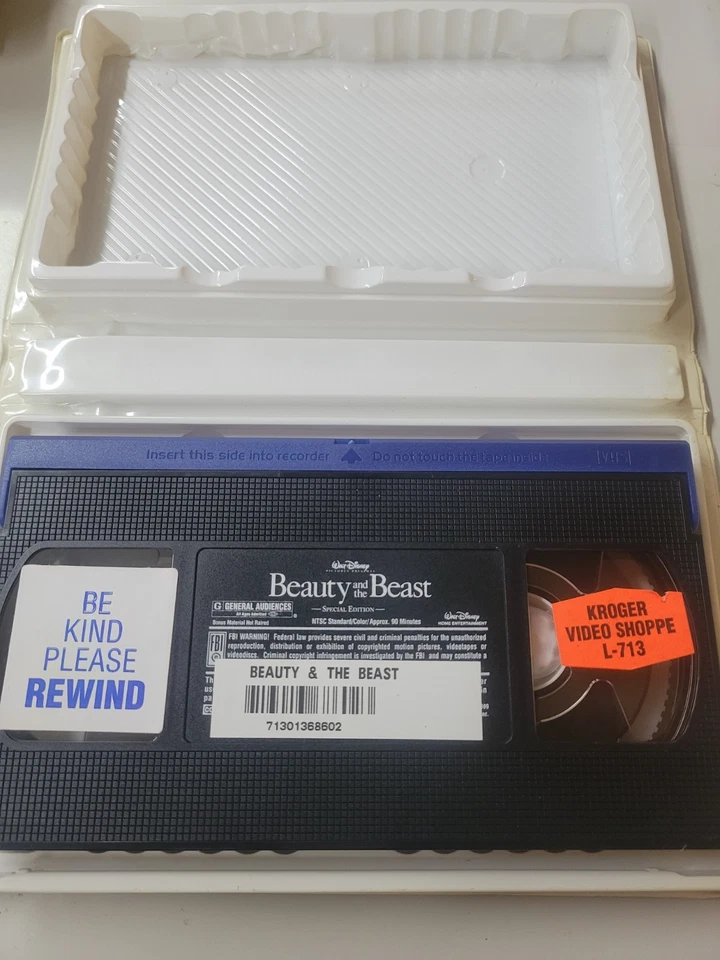 Insert this side into recorder Do not touch the tape inside VHS
BE
KIND
PLEASE
REWIND
Walt Disney
PICTURES PRESENTS
Beauty and the Beast
SPECIAL EDITION
G GENERAL AUDIENCES
All Ages Admitted
Bonus Material Not Rated
NTSC Standard/Color/Approx. 90 Minutes
Walt Disney
HOME ENTERTAINMENT
FBI
FBI WARNING! Federal law provides severe civil and criminal penalties for the unauthorized
reproduction, distribution or exhibition of copyrighted motion pictures, videotapes or
videodiscs. Criminal copyright infringement is investigated by the FBI and may constitute a
BEAUTY & THE BEAST
71301368602
KROGER
VIDEO SHOPPE
L-713